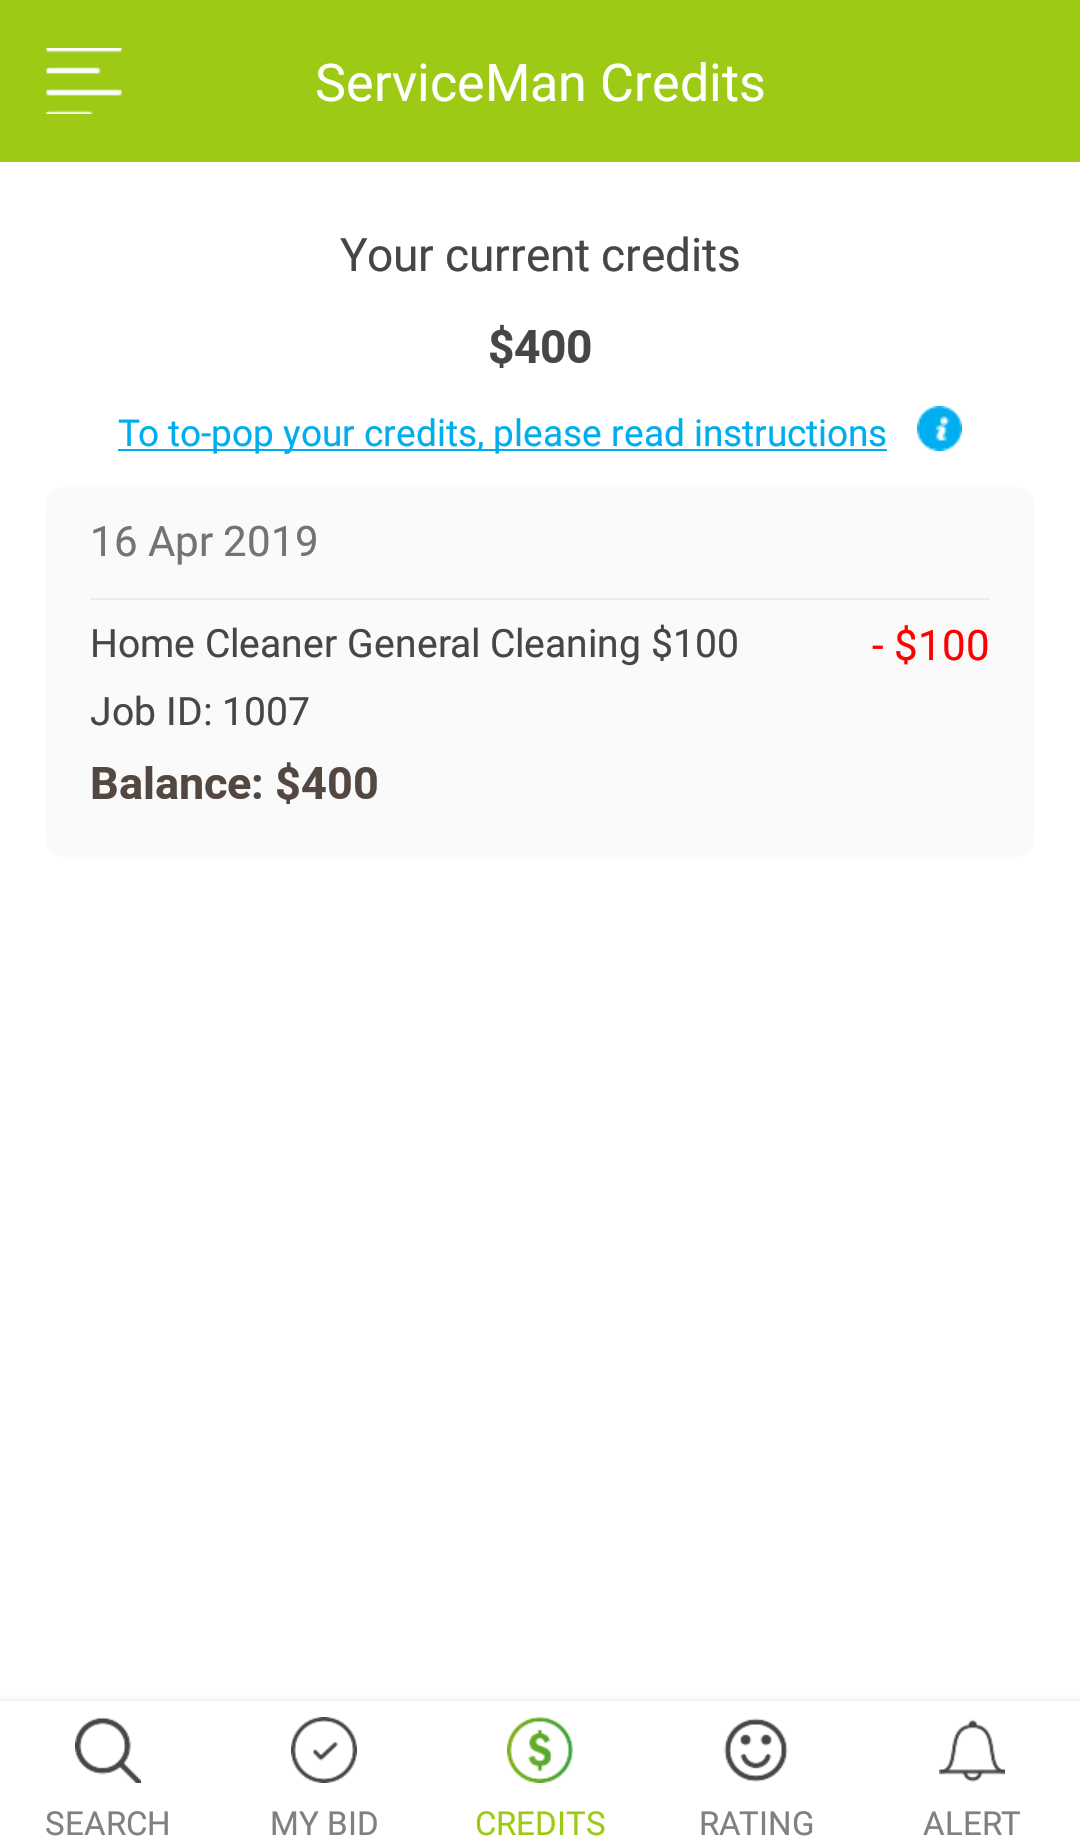 ServiceMan Credits
Your current credits
$400
To to-pop your credits, please read instructions
16 Apr 2019
Home Cleaner General Cleaning $100
- $100
Job ID: 1007
Balance: $400
SEARCH
MY BID
CREDITS
RATING
ALERT